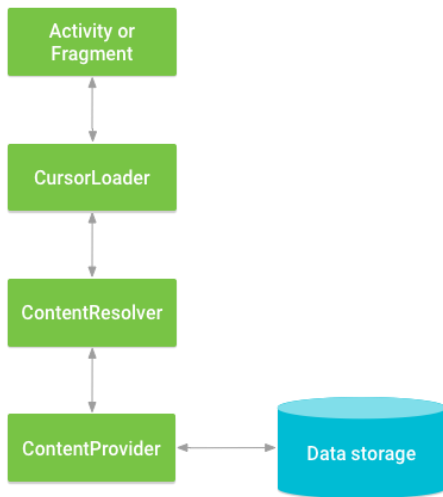 Activity or
Fragment
CursorLoader
ContentResolver
ContentProvider
Data storage